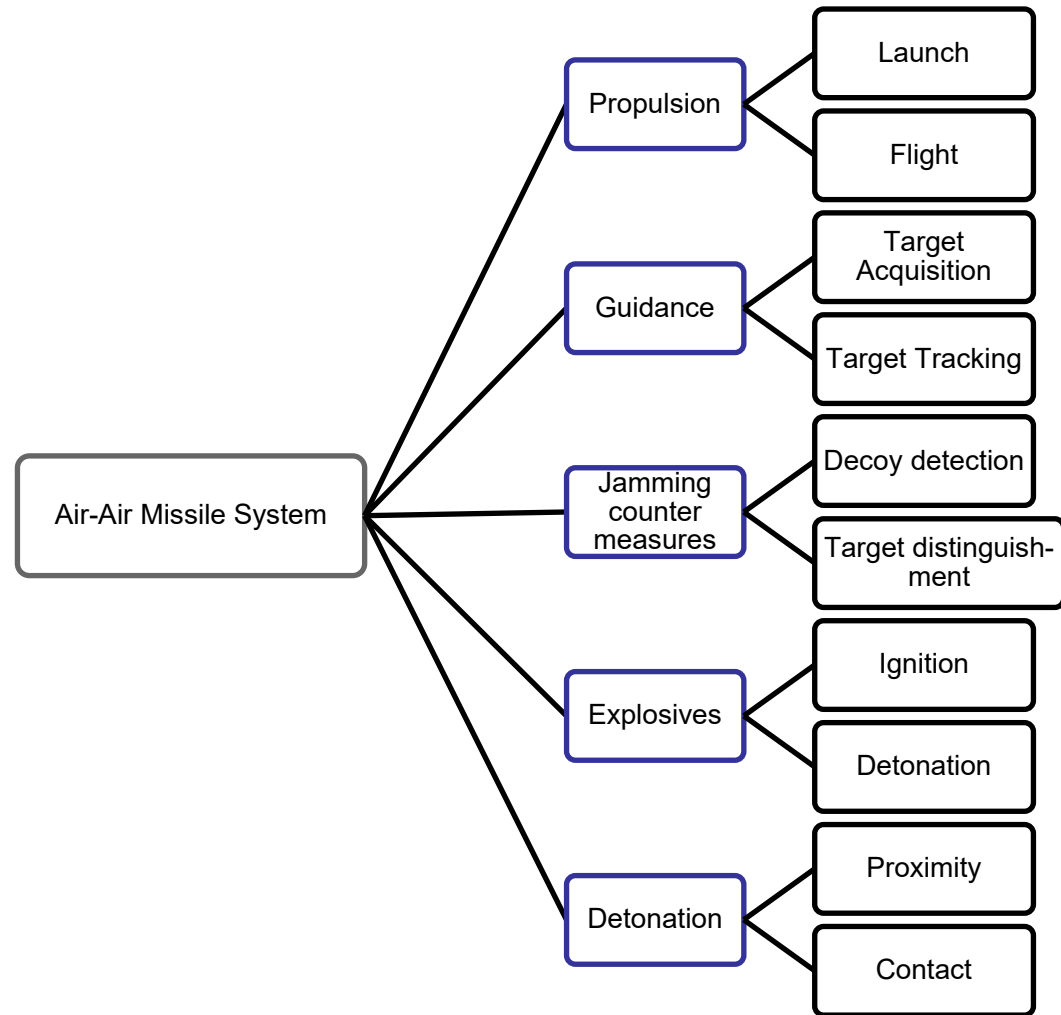 Air-Air Missile System
Propulsion
Launch
Flight
Guidance
Target
Acquisition
Target Tracking
Jamming
counter
measures
Decoy detection
Target distinguish-
ment
Explosives
Ignition
Detonation
Detonation
Proximity
Contact